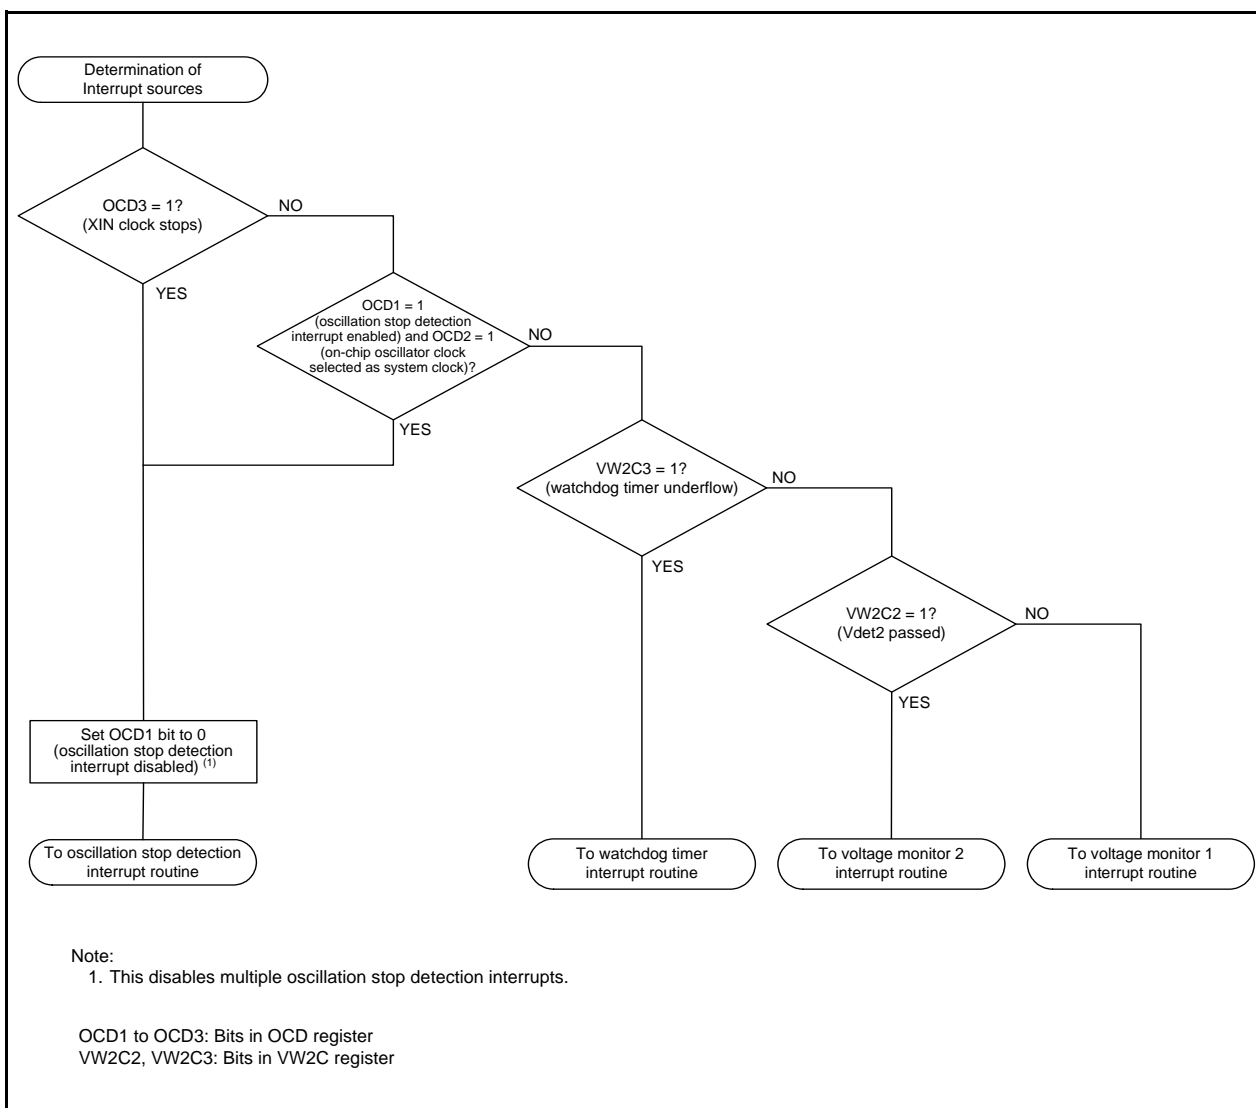 Determination of
Interrupt sources
OCD3 = 1?
(XIN clock stops)
NO
YES
OCD1 = 1
(oscillation stop detection
interrupt enabled) and OCD2 = 1
(on-chip oscillator clock
selected as system clock)?
NO
YES
VW2C3 = 1?
(watchdog timer underflow)
NO
YES
VW2C2 = 1?
(Vdet2 passed)
NO
YES
Set OCD1 bit to 0
(oscillation stop detection
interrupt disabled) (1)
To oscillation stop detection
interrupt routine
To watchdog timer
interrupt routine
To voltage monitor 2
interrupt routine
To voltage monitor 1
interrupt routine
Note:
1. This disables multiple oscillation stop detection interrupts.
OCD1 to OCD3: Bits in OCD register
VW2C2, VW2C3: Bits in VW2C register